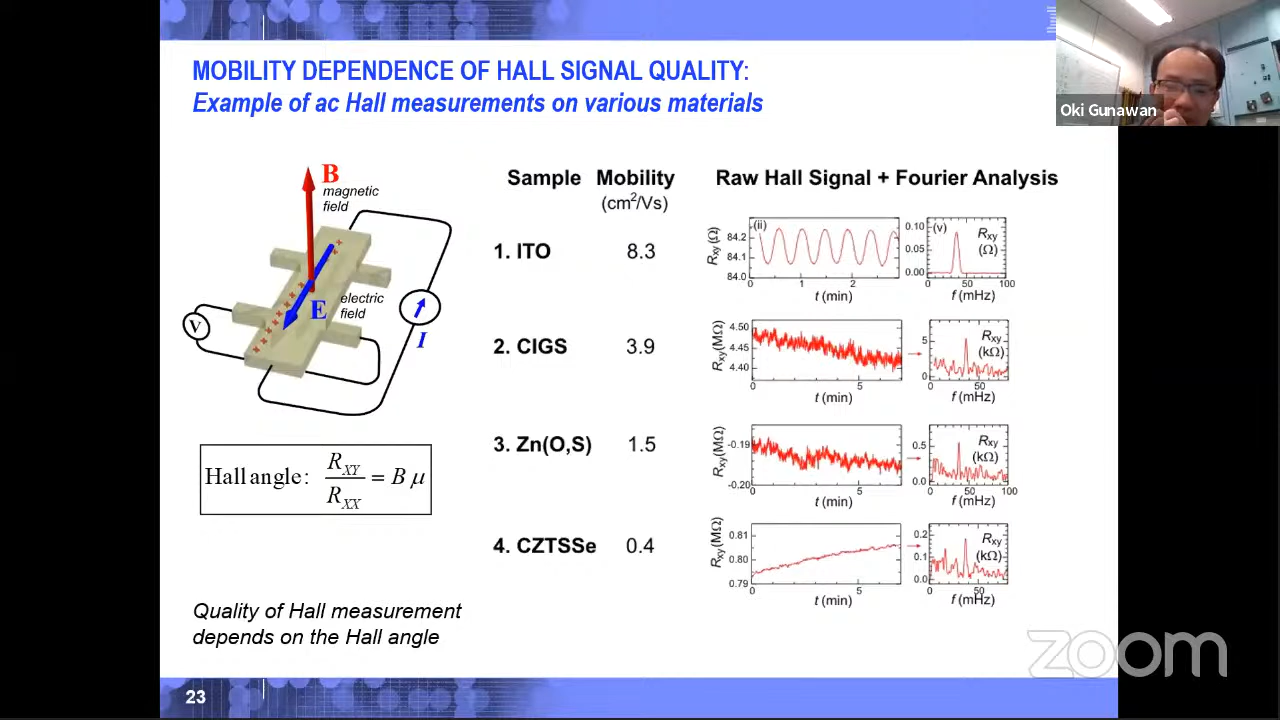 MOBILITY DEPENDENCE OF HALL SIGNAL QUALITY:
Example of ac Hall measurements on various materials
Oki Gunawan
B
magnetic
field
E
electric
field
V
I
Hall angle: R_XY / R_XX = B μ
Quality of Hall measurement
depends on the Hall angle
Sample Mobility Raw Hall Signal + Fourier Analysis
(cm²/Vs)
1. ITO 8.3
(ii)
R_xy (Ω)
84.2
84.1
84.0
0 1 2
t (min)
(v)
R_xy
(Ω)
0.10
0.05
0.00
0 50 100
f (mHz)
2. CIGS 3.9
R_xy (MΩ)
4.50
4.45
4.40
0 5
t (min)
R_xy
(kΩ)
5
0
0 50
f (mHz)
3. Zn(O,S) 1.5
R_xy (MΩ)
-0.19
-0.20
0 5
t (min)
R_xy
(kΩ)
0.5
0.0
0 50 100
f (mHz)
4. CZTSSe 0.4
R_xy (MΩ)
0.81
0.80
0.79
0 5
t (min)
R_xy
(kΩ)
0.2
0.1
0.0
0 50
f (mHz)
23
zoom